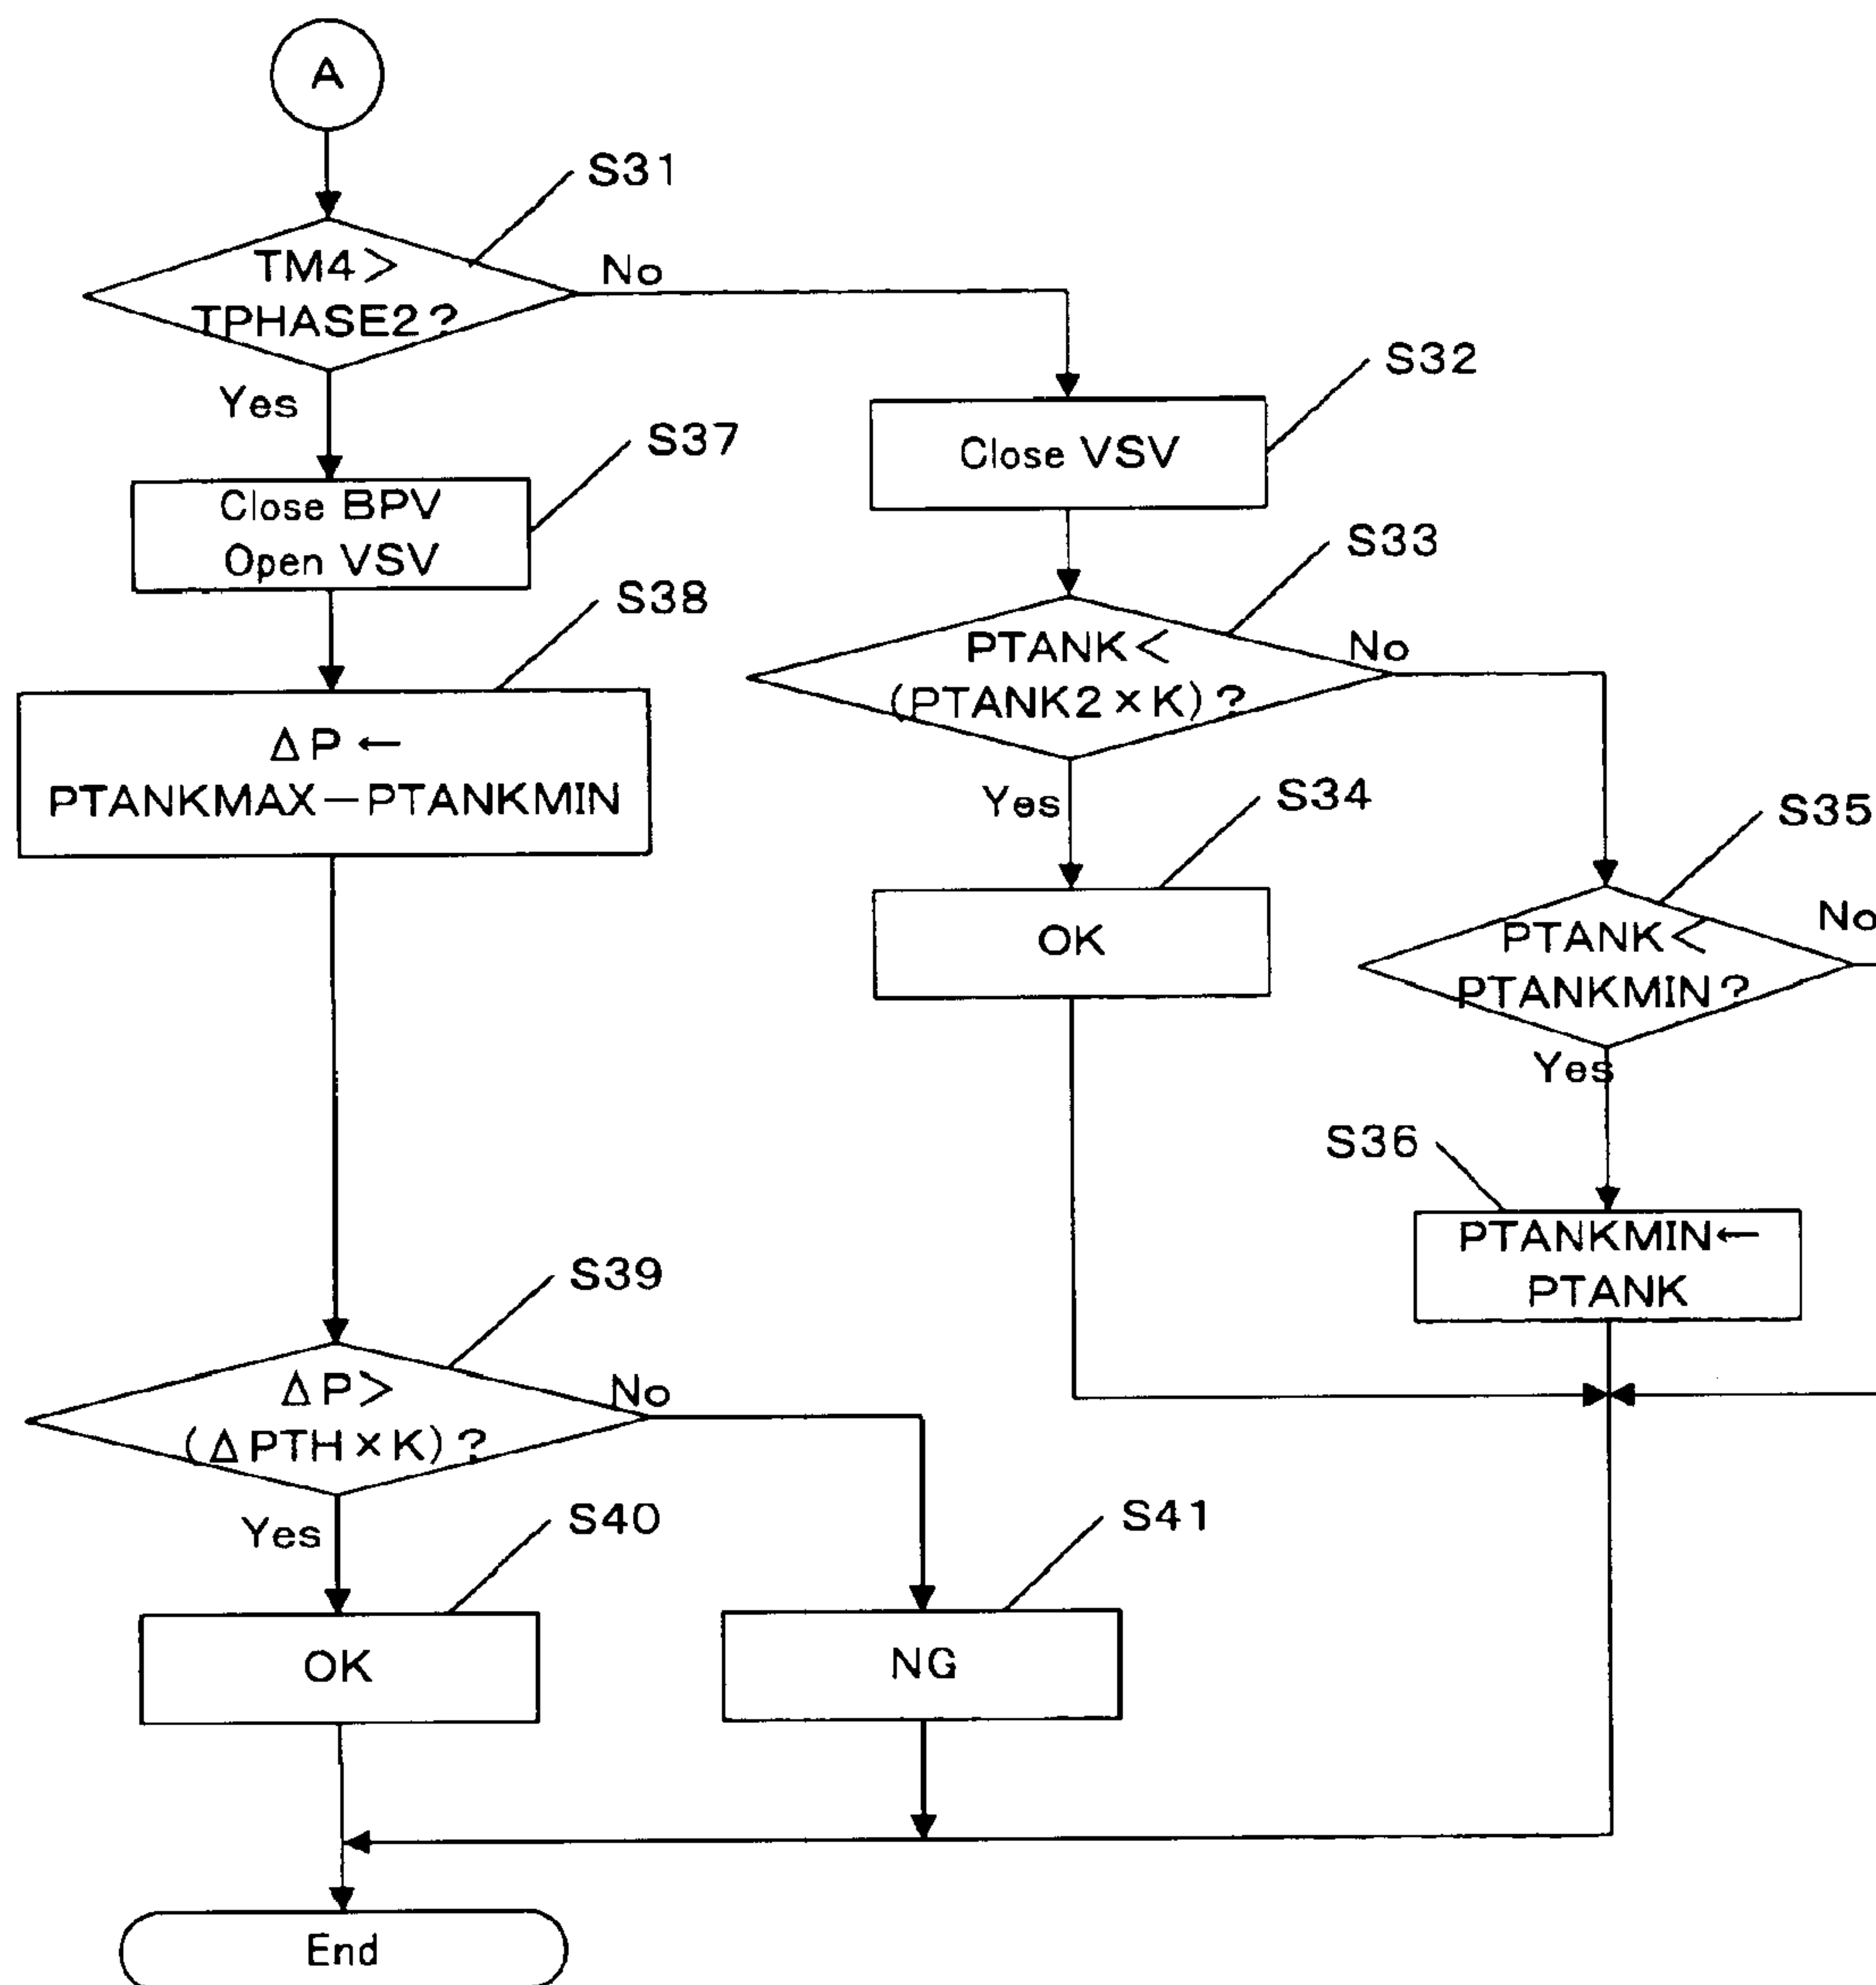 A
S31
TM4>
TPHASE2?
No
Yes
S32
Close VSV
S37
Close BPV
Open VSV
S33
PTANK<
(PTANK2×K)?
No
Yes
S38
ΔP←
PTANKMAX−PTANKMIN
S34
OK
S35
PTANK<
PTANKMIN?
No
Yes
S36
PTANKMIN←
PTANK
S39
ΔP>
(ΔPTH×K)?
No
Yes
S40
OK
S41
NG
End